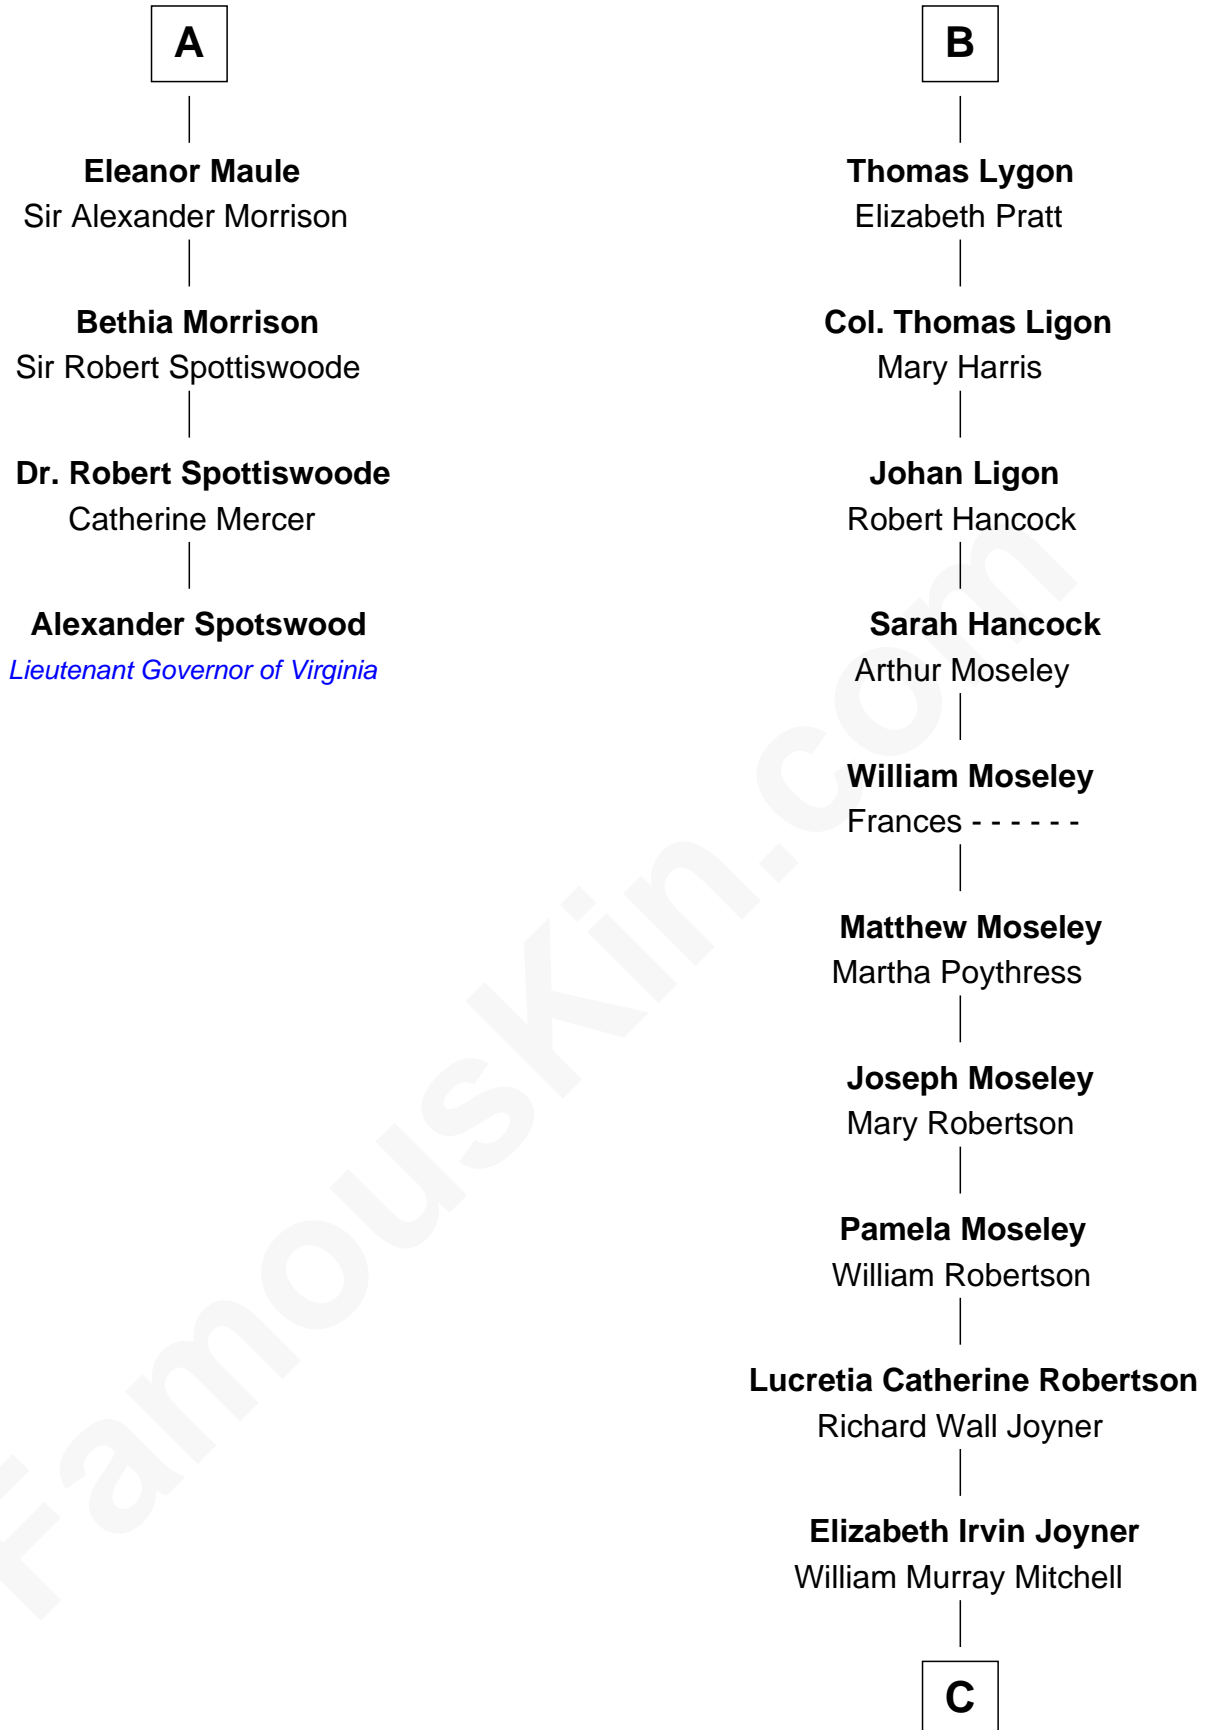 A
Eleanor Maule
Sir Alexander Morrison
Bethia Morrison
Sir Robert Spottiswoode
Dr. Robert Spottiswoode
Catherine Mercer
Alexander Spotswood
Lieutenant Governor of Virginia
B
Thomas Lygon
Elizabeth Pratt
Col. Thomas Ligon
Mary Harris
Johan Ligon
Robert Hancock
Sarah Hancock
Arthur Moseley
William Moseley
Frances - - - - - -
Matthew Moseley
Martha Poythress
Joseph Moseley
Mary Robertson
Pamela Moseley
William Robertson
Lucretia Catherine Robertson
Richard Wall Joyner
Elizabeth Irvin Joyner
William Murray Mitchell
C
FamousKin.com